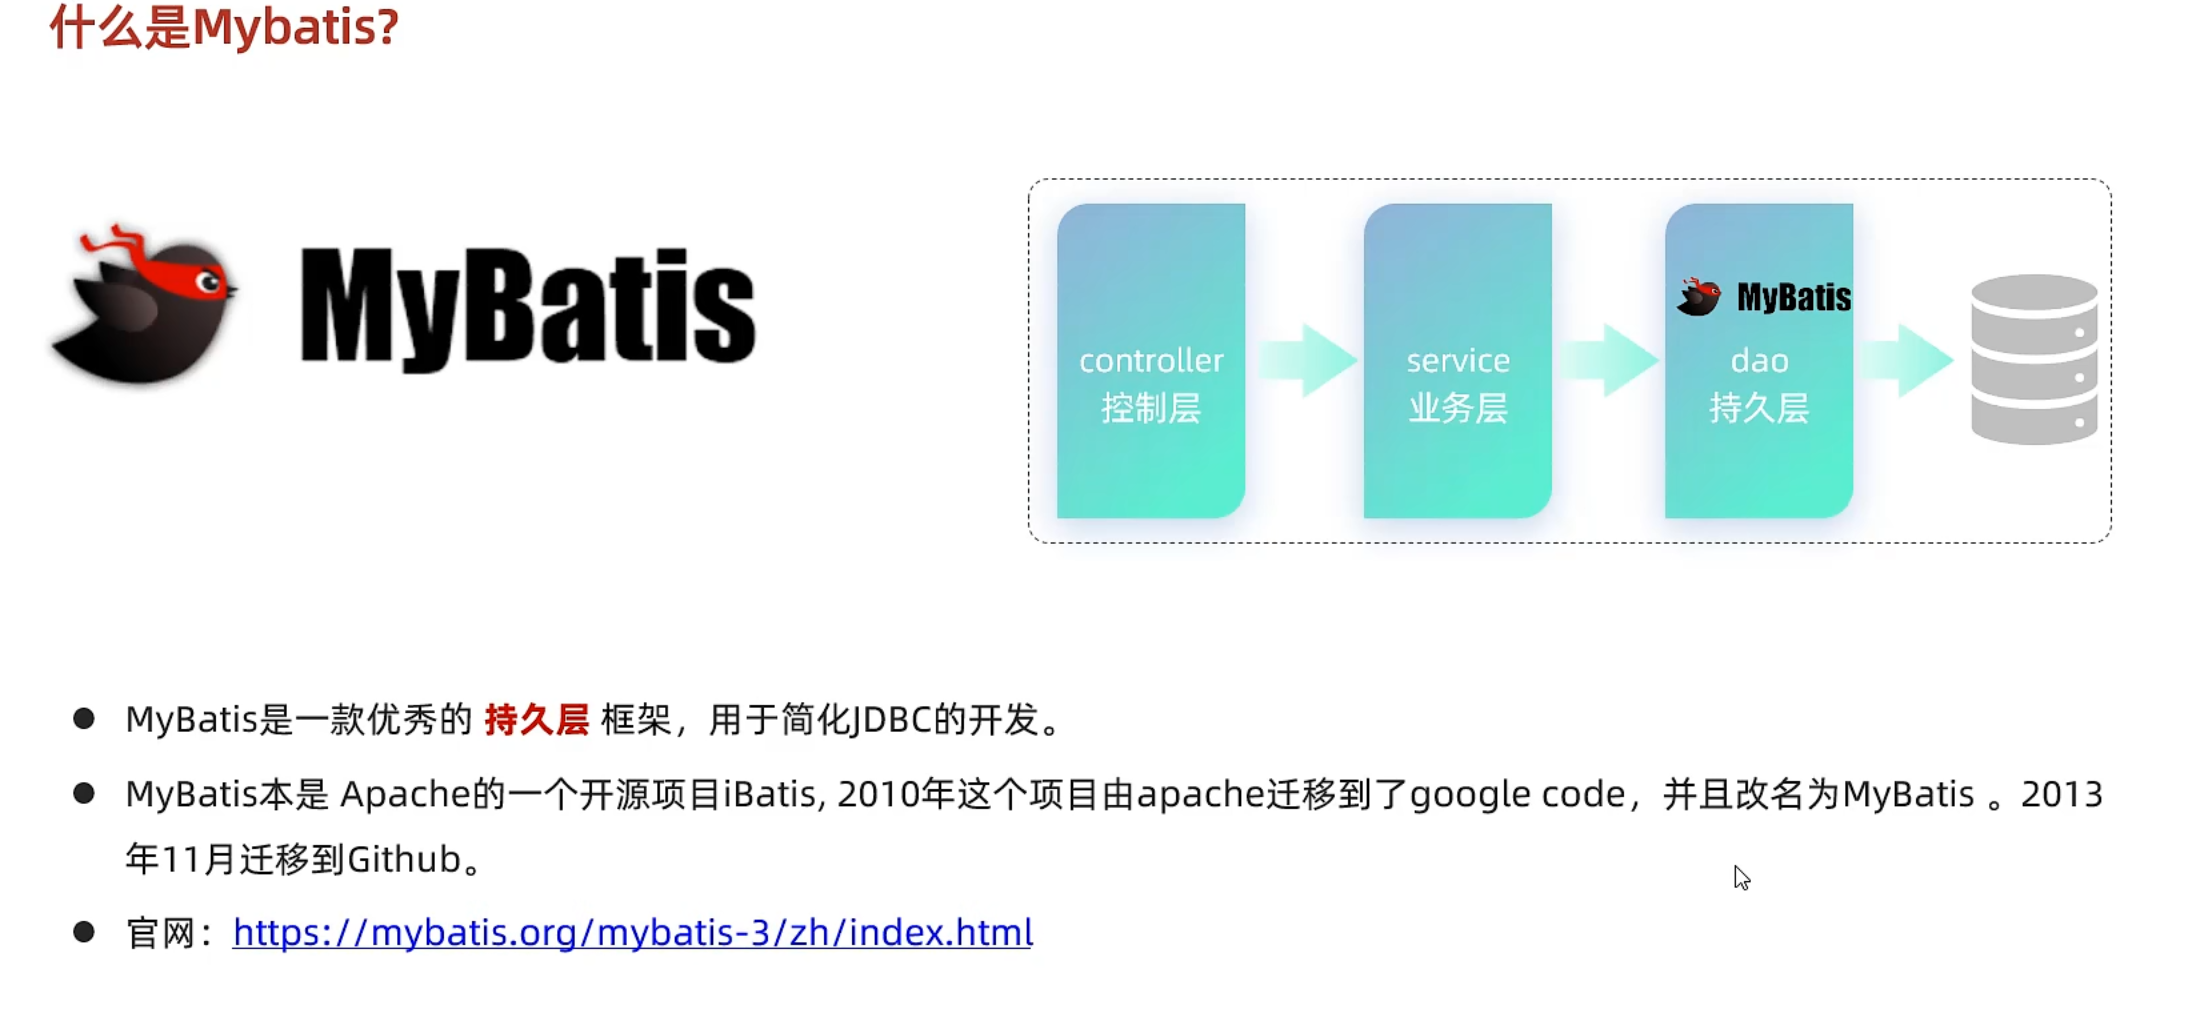 什么是Mybatis?
MyBatis
MyBatis
controller
控制层
service
业务层
dao
持久层
MyBatis是一款优秀的 持久层 框架，用于简化JDBC的开发。
MyBatis本是 Apache的一个开源项目iBatis, 2010年这个项目由apache迁移到了google code，并且改名为MyBatis 。2013
年11月迁移到Github。
官网：https://mybatis.org/mybatis-3/zh/index.html